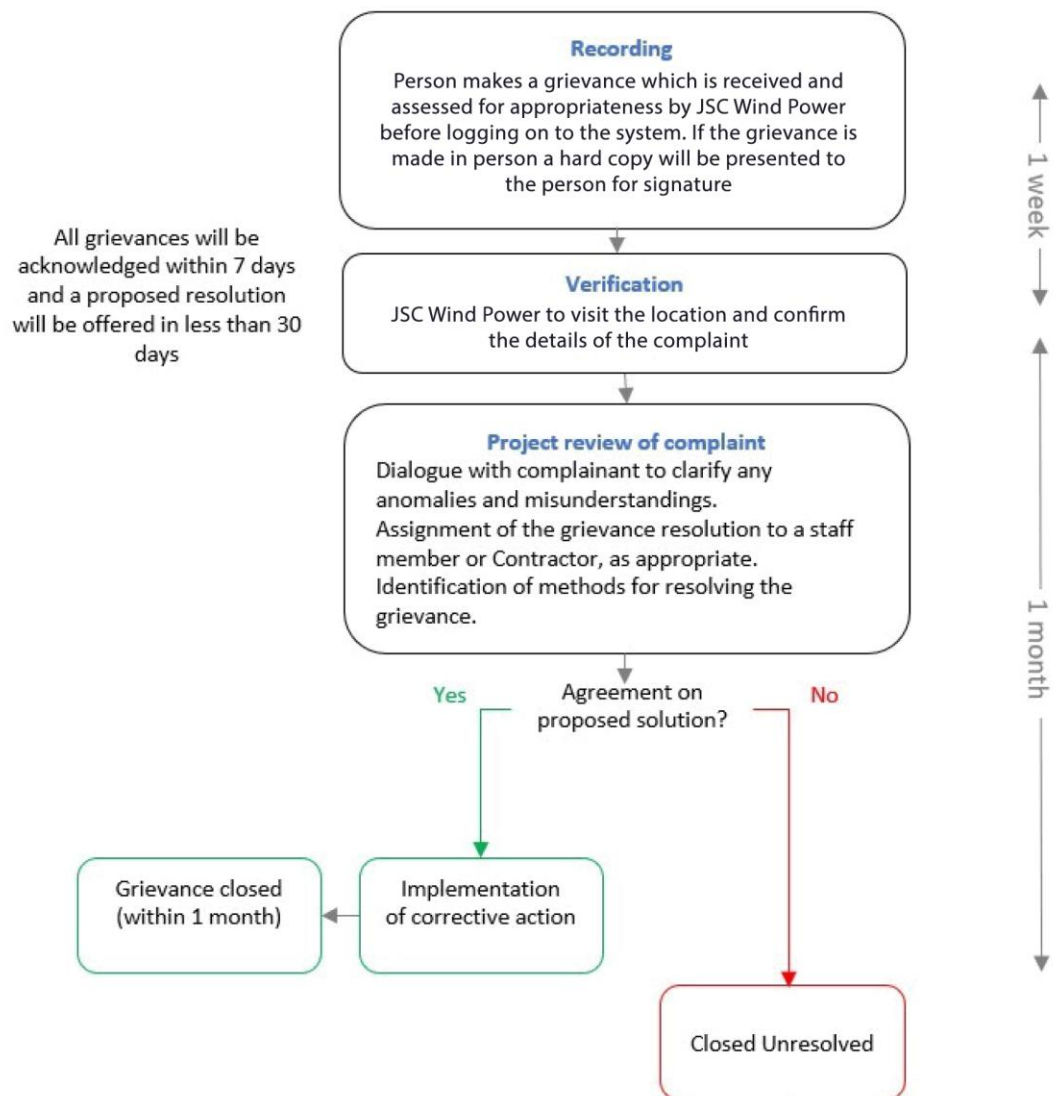 Recording
Person makes a grievance which is received and
assessed for appropriateness by JSC Wind Power
before logging on to the system. If the grievance is
made in person a hard copy will be presented to
the person for signature
1 week
All grievances will be
acknowledged within 7 days
and a proposed resolution
will be offered in less than 30
days
Verification
JSC Wind Power to visit the location and confirm
the details of the complaint
Project review of complaint
Dialogue with complainant to clarify any
anomalies and misunderstandings.
Assignment of the grievance resolution to a staff
member or Contractor, as appropriate.
Identification of methods for resolving the
grievance.
1 month
Yes
Agreement on
proposed solution?
No
Grievance closed
(within 1 month)
Implementation
of corrective action
Closed Unresolved